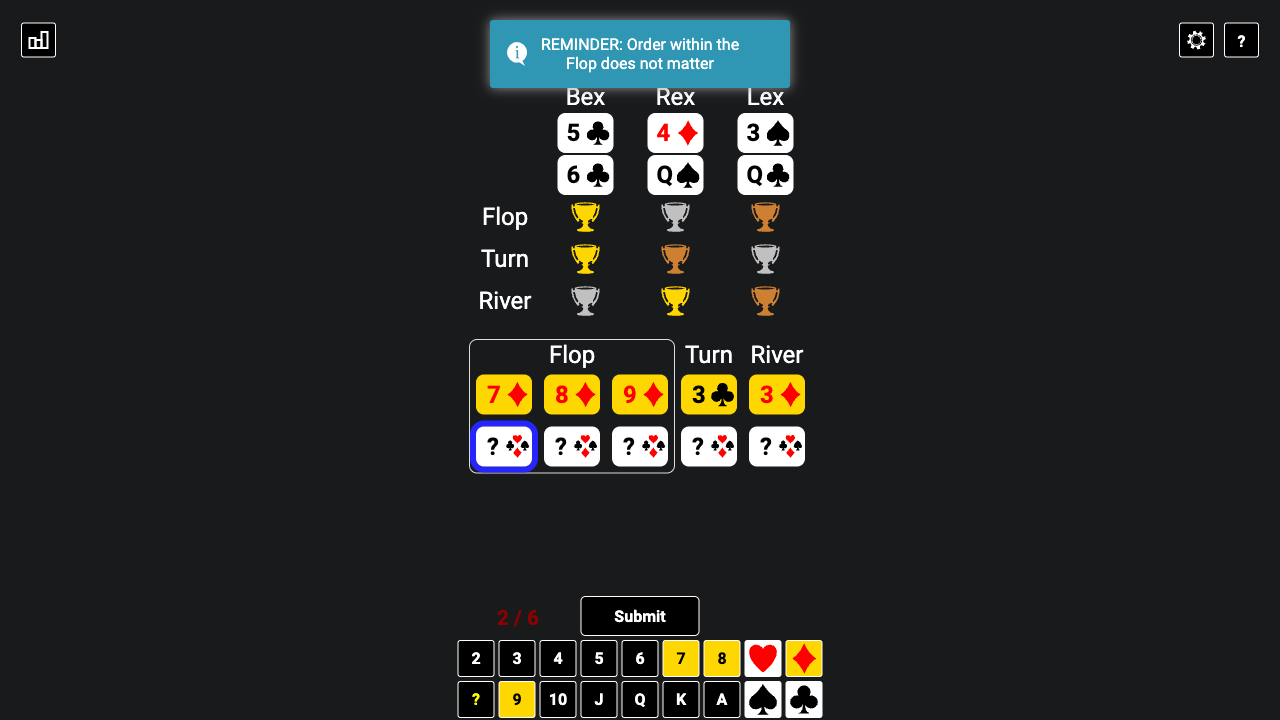 REMINDER: Order within the
Flop does not matter
?
Bex Rex Lex
5 4 3
6 Q Q
Flop
Turn
River
Flop Turn River
7 8 9 3 3
? ? ? ? ?
2 / 6 Submit
2 3 4 5 6 7 8
? 9 10 J Q K A